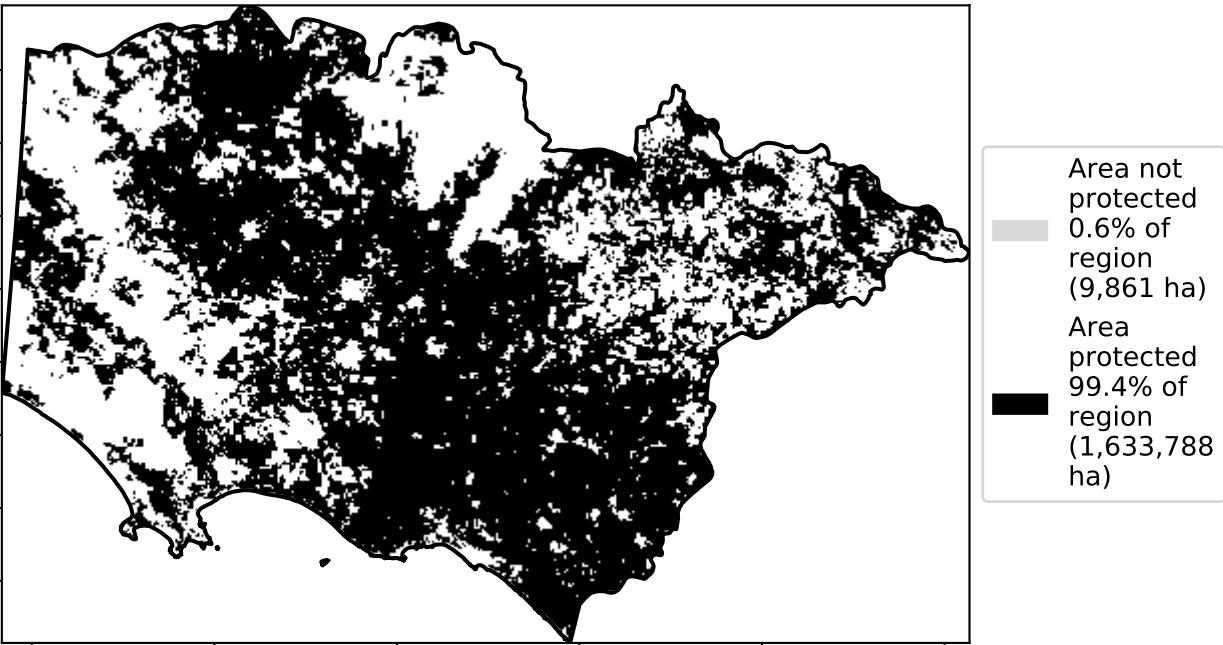 Area not
protected
0.6% of
region
(9,861 ha)
Area
protected
99.4% of
region
(1,633,788
ha)